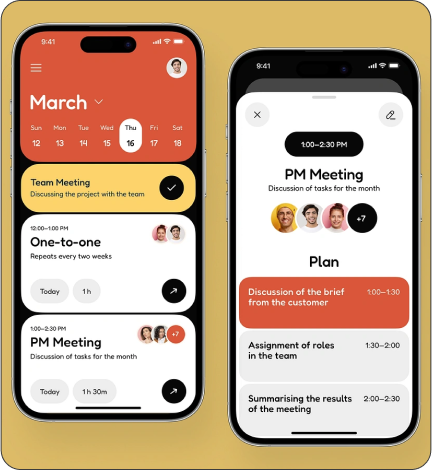 9:41
March
Sun Mon Tue Wed Thu Fri Sat
12 13 14 15 16 17 18
Team Meeting
Discussing the project with the team
12:00–1:00 PM
One-to-one
Repeats every two weeks
Today 1 h
1:00–2:30 PM
+7
PM Meeting
Discussion of tasks for the month
Today 1 h 30m
9:41
1:00–2:30 PM
PM Meeting
Discussion of tasks for the month
+7
Plan
Discussion of the brief 1:00–1:30
from the customer
Assignment of roles 1:30–2:00
in the team
Summarising the results 2:00–2:30
of the meeting